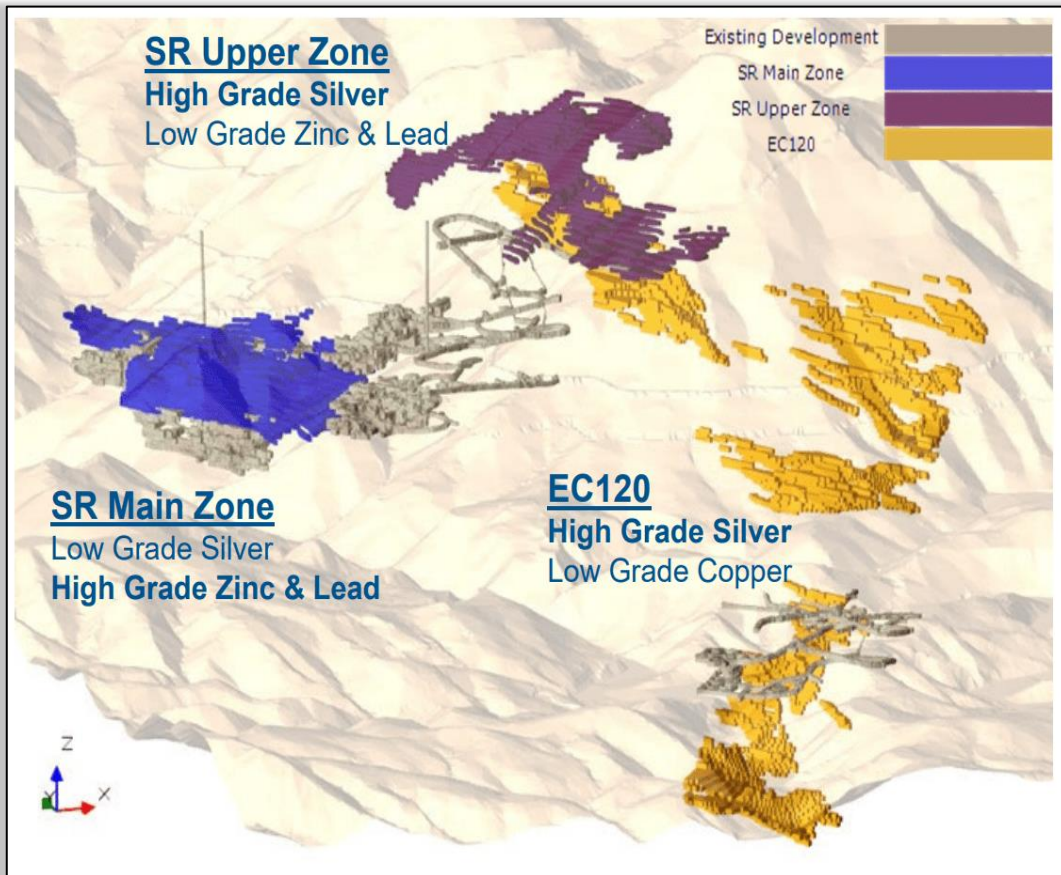 SR Upper Zone
High Grade Silver
Low Grade Zinc & Lead
Existing Development
SR Main Zone
SR Upper Zone
EC120
SR Main Zone
Low Grade Silver
High Grade Zinc & Lead
EC120
High Grade Silver
Low Grade Copper
Z
Y
X